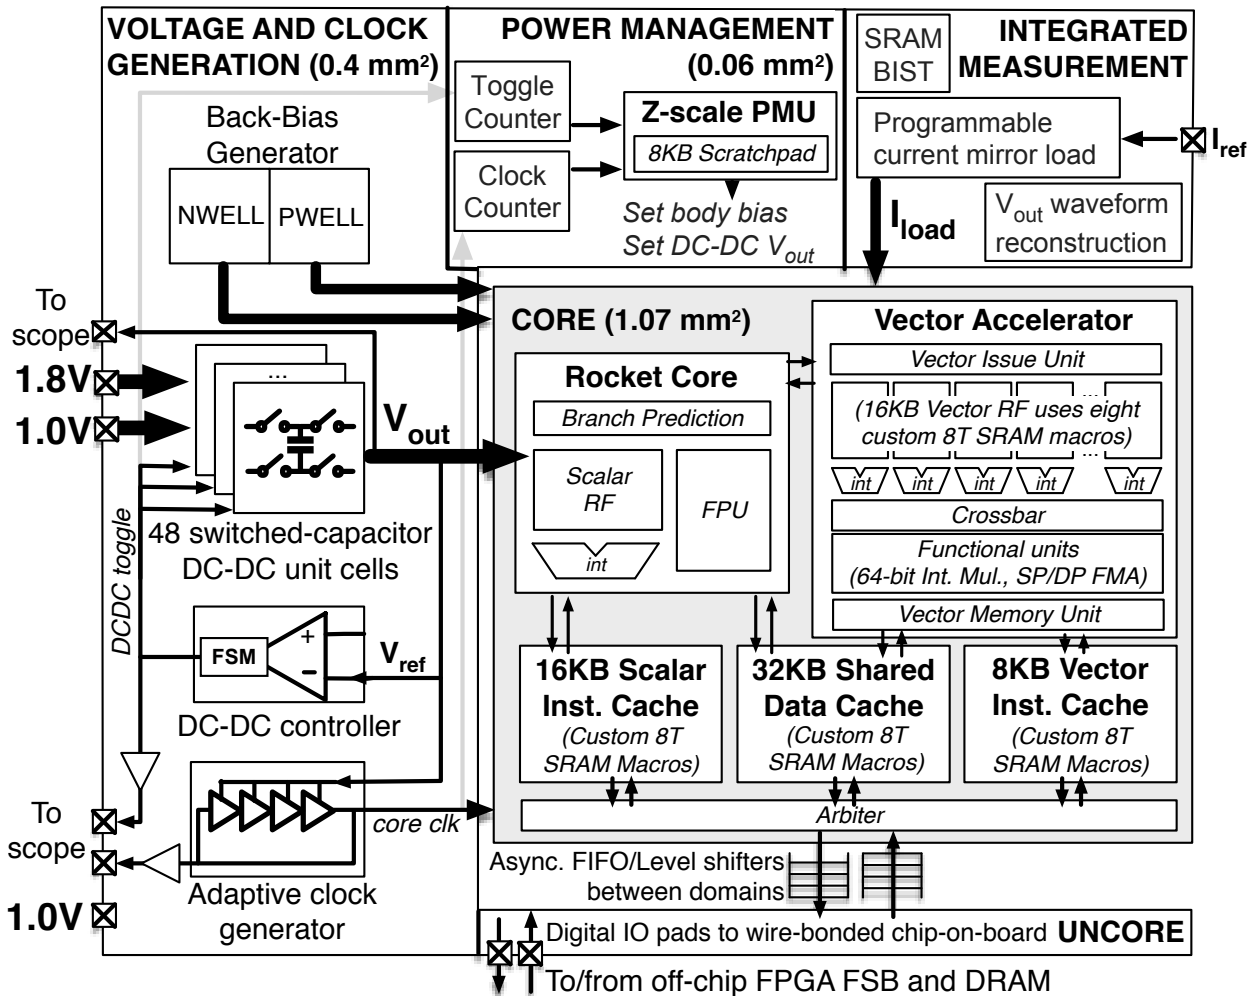 VOLTAGE AND CLOCK
GENERATION (0.4 mm²)
Back-Bias
Generator
NWELL
PWELL
To
scope
1.8V
1.0V
V_out
...
48 switched-capacitor
DC-DC unit cells
DCDC toggle
FSM
+
−
V_ref
DC-DC controller
To
scope
core clk
Adaptive clock
generator
1.0V
POWER MANAGEMENT
(0.06 mm²)
Toggle
Counter
Clock
Counter
Z-scale PMU
8KB Scratchpad
Set body bias
Set DC-DC V_out
INTEGRATED
MEASUREMENT
SRAM
BIST
Programmable
current mirror load
I_ref
I_load
V_out waveform
reconstruction
CORE (1.07 mm²)
Rocket Core
Branch Prediction
Scalar
RF
int
FPU
Vector Accelerator
Vector Issue Unit
...
(16KB Vector RF uses eight
custom 8T SRAM macros)
...
int int int int int
Crossbar
Functional units
(64-bit Int. Mul., SP/DP FMA)
Vector Memory Unit
16KB Scalar
Inst. Cache
(Custom 8T
SRAM Macros)
32KB Shared
Data Cache
(Custom 8T
SRAM Macros)
8KB Vector
Inst. Cache
(Custom 8T
SRAM Macros)
Arbiter
Async. FIFO/Level shifters
between domains
Digital IO pads to wire-bonded chip-on-board UNCORE
To/from off-chip FPGA FSB and DRAM